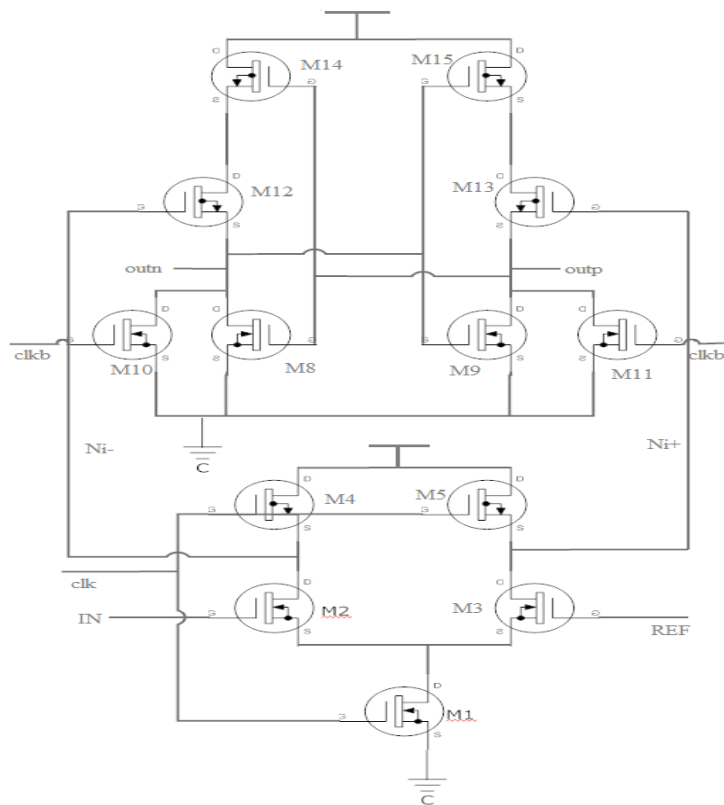 D D
M14 M15
G G
S S
D D
M12 M13
G G
S S
outn outp
D D D D
clkb G G G G clkb
S S S S
M10 M8 M9 M11
C
Ni- Ni+
D D
M4 M5
G G
S S
clk
D D
IN G M2 M3 G REF
S S
D
G M1
S
C